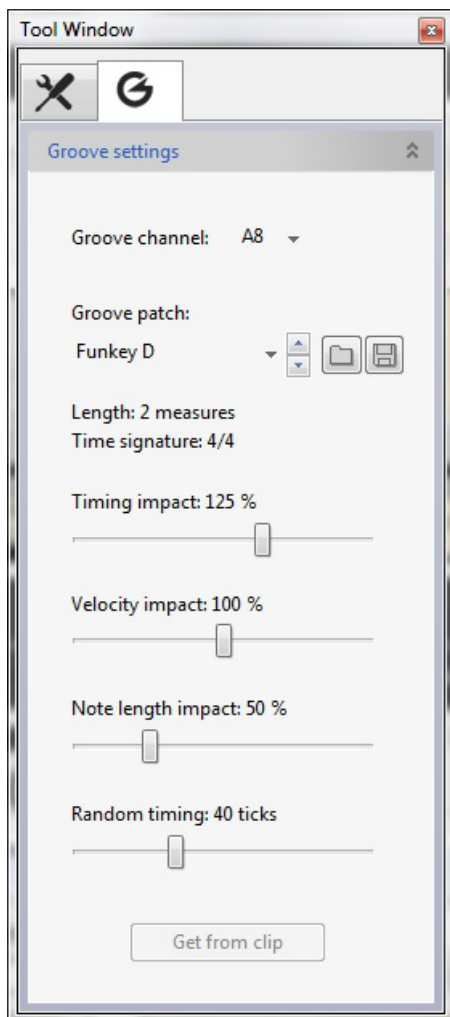 Tool Window
Groove settings
Groove channel: A8
Groove patch:
Funkey D
Length: 2 measures
Time signature: 4/4
Timing impact: 125 %
Velocity impact: 100 %
Note length impact: 50 %
Random timing: 40 ticks
Get from clip